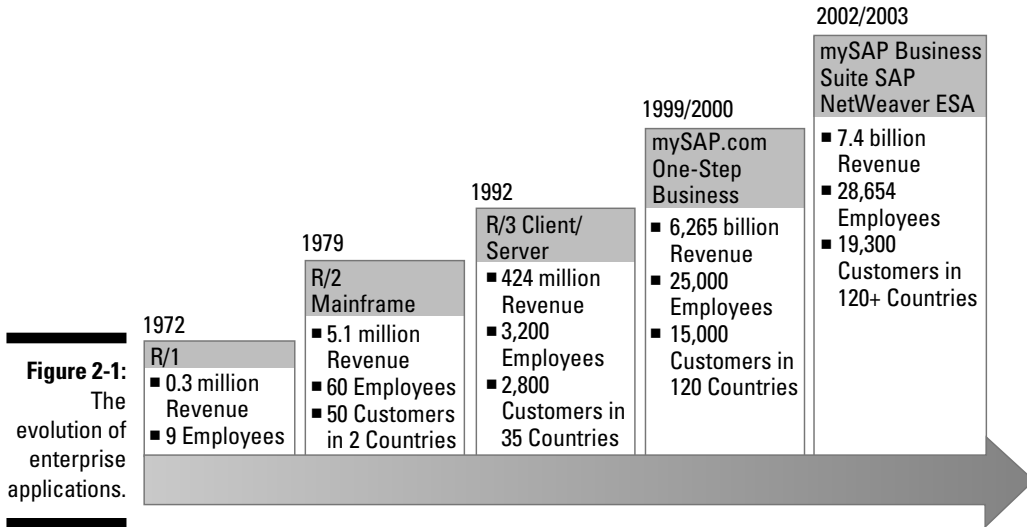 Figure 2-1:
The
evolution of
enterprise
applications.
1972
R/1
■ 0.3 million
Revenue
■ 9 Employees
1979
R/2
Mainframe
■ 5.1 million
Revenue
■ 60 Employees
■ 50 Customers
in 2 Countries
1992
R/3 Client/
Server
■ 424 million
Revenue
■ 3,200
Employees
■ 2,800
Customers in
35 Countries
1999/2000
mySAP.com
One-Step
Business
■ 6,265 billion
Revenue
■ 25,000
Employees
■ 15,000
Customers in
120 Countries
2002/2003
mySAP Business
Suite SAP
NetWeaver ESA
■ 7.4 billion
Revenue
■ 28,654
Employees
■ 19,300
Customers in
120+ Countries